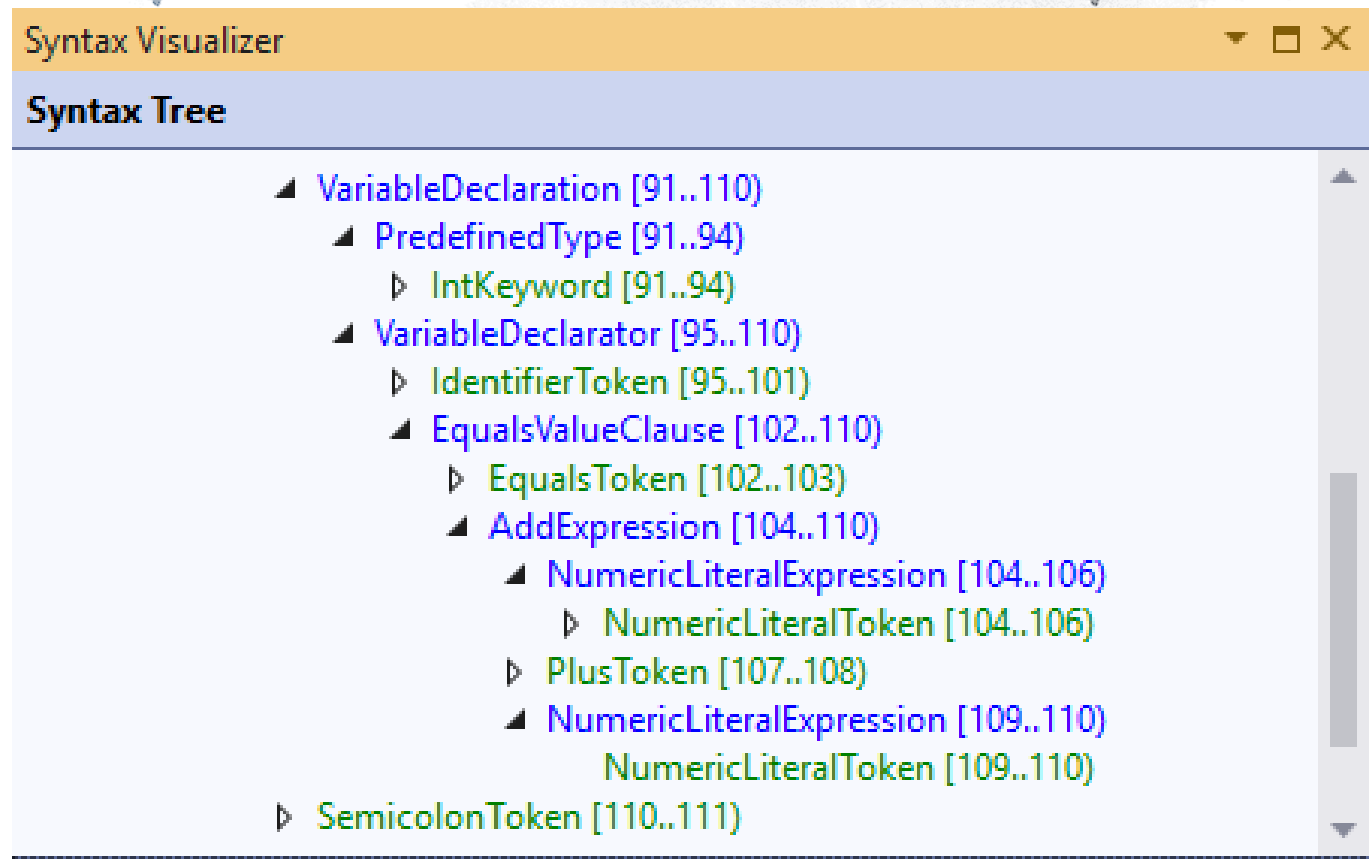 Syntax Visualizer
Syntax Tree
VariableDeclaration [91..110)
PredefinedType [91..94)
IntKeyword [91..94)
VariableDeclarator [95..110)
IdentifierToken [95..101)
EqualsValueClause [102..110)
EqualsToken [102..103)
AddExpression [104..110)
NumericLiteralExpression [104..106)
NumericLiteralToken [104..106)
PlusToken [107..108)
NumericLiteralExpression [109..110)
NumericLiteralToken [109..110)
SemicolonToken [110..111)